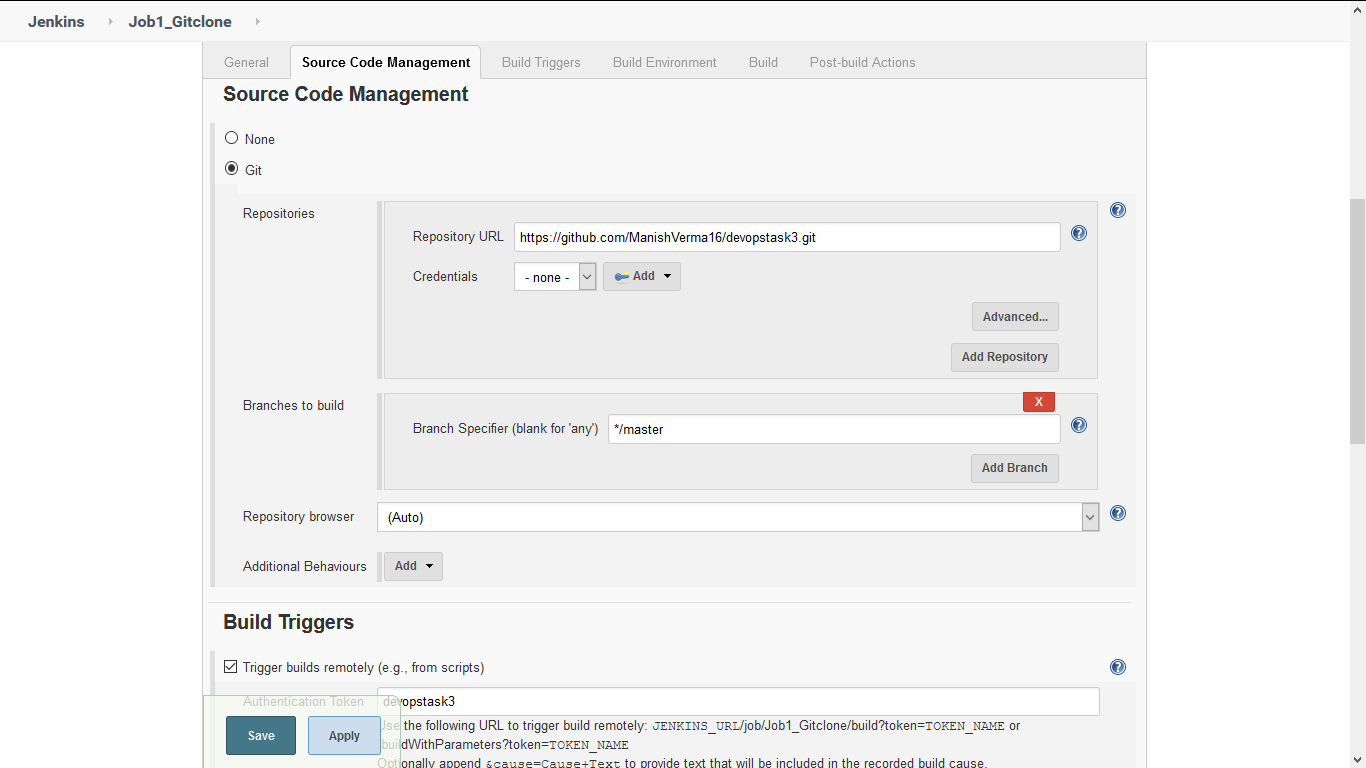 Jenkins Job1_Gitclone
General Source Code Management Build Triggers Build Environment Build Post-build Actions
Source Code Management
None
Git
Repositories
Repository URL https://github.com/ManishVerma16/devopstask3.git
Credentials - none - Add
Advanced...
Add Repository
Branches to build X
Branch Specifier (blank for 'any') */master
Add Branch
Repository browser (Auto)
Additional Behaviours Add
Build Triggers
Trigger builds remotely (e.g., from scripts)
Authentication Token devopstask3
Use the following URL to trigger build remotely: JENKINS_URL/job/Job1_Gitclone/build?token=TOKEN_NAME or
/buildWithParameters?token=TOKEN_NAME
Optionally append &cause=Cause+Text to provide text that will be included in the recorded build cause.
Save Apply